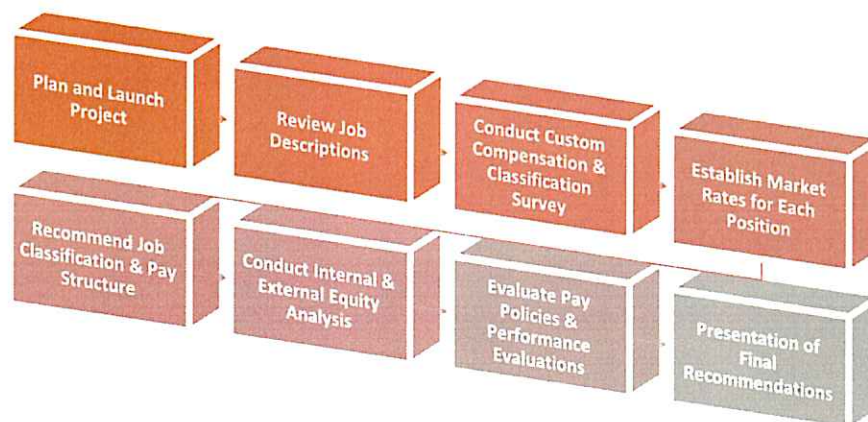 Plan and Launch
Project
Review Job
Descriptions
Conduct Custom
Compensation &
Classification
Survey
Establish Market
Rates for Each
Position
Recommend Job
Classification & Pay
Structure
Conduct Internal &
External Equity
Analysis
Evaluate Pay
Policies &
Performance
Evaluations
Presentation of
Final
Recommendations